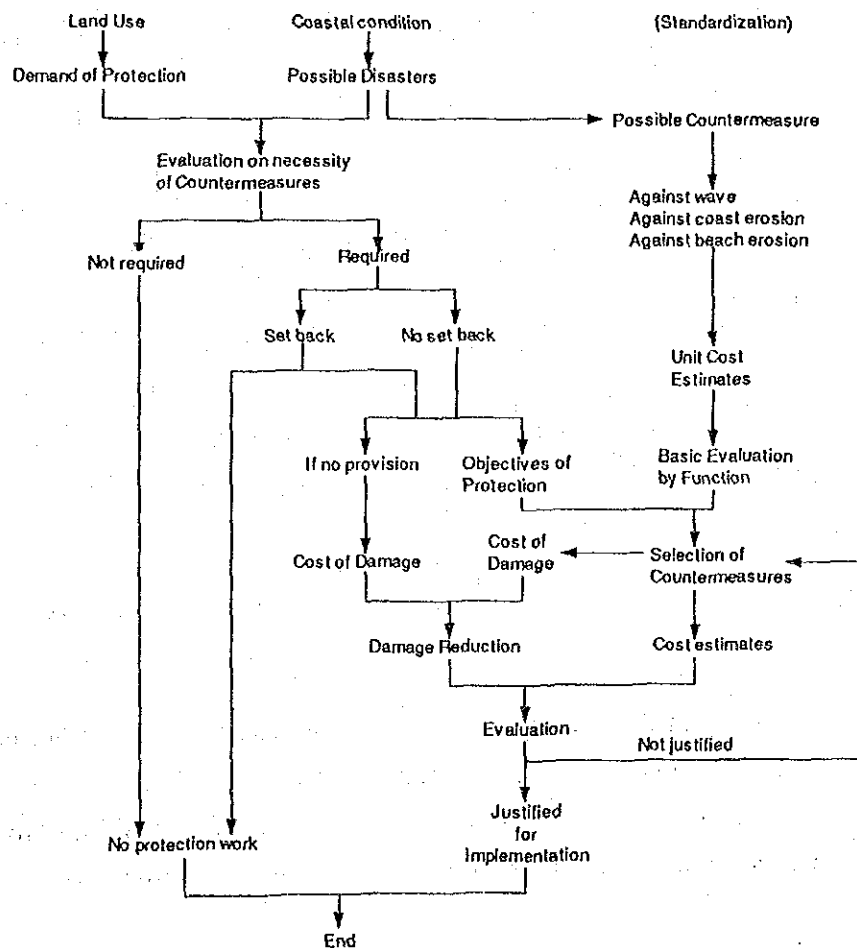 Land Use
Coastal condition
(Standardization)
Demand of Protection
Possible Disasters
Possible Countermeasure
Evaluation on necessity
of Countermeasures
Against wave
Against coast erosion
Against beach erosion
Not required
Required
Set back
No set back
Unit Cost
Estimates
If no provision
Objectives of
Protection
Basic Evaluation
by Function
Cost of Damage
Cost of
Damage
Selection of
Countermeasures
Damage Reduction
Cost estimates
Evaluation
Not justified
Justified
for
Implementation
No protection work
End